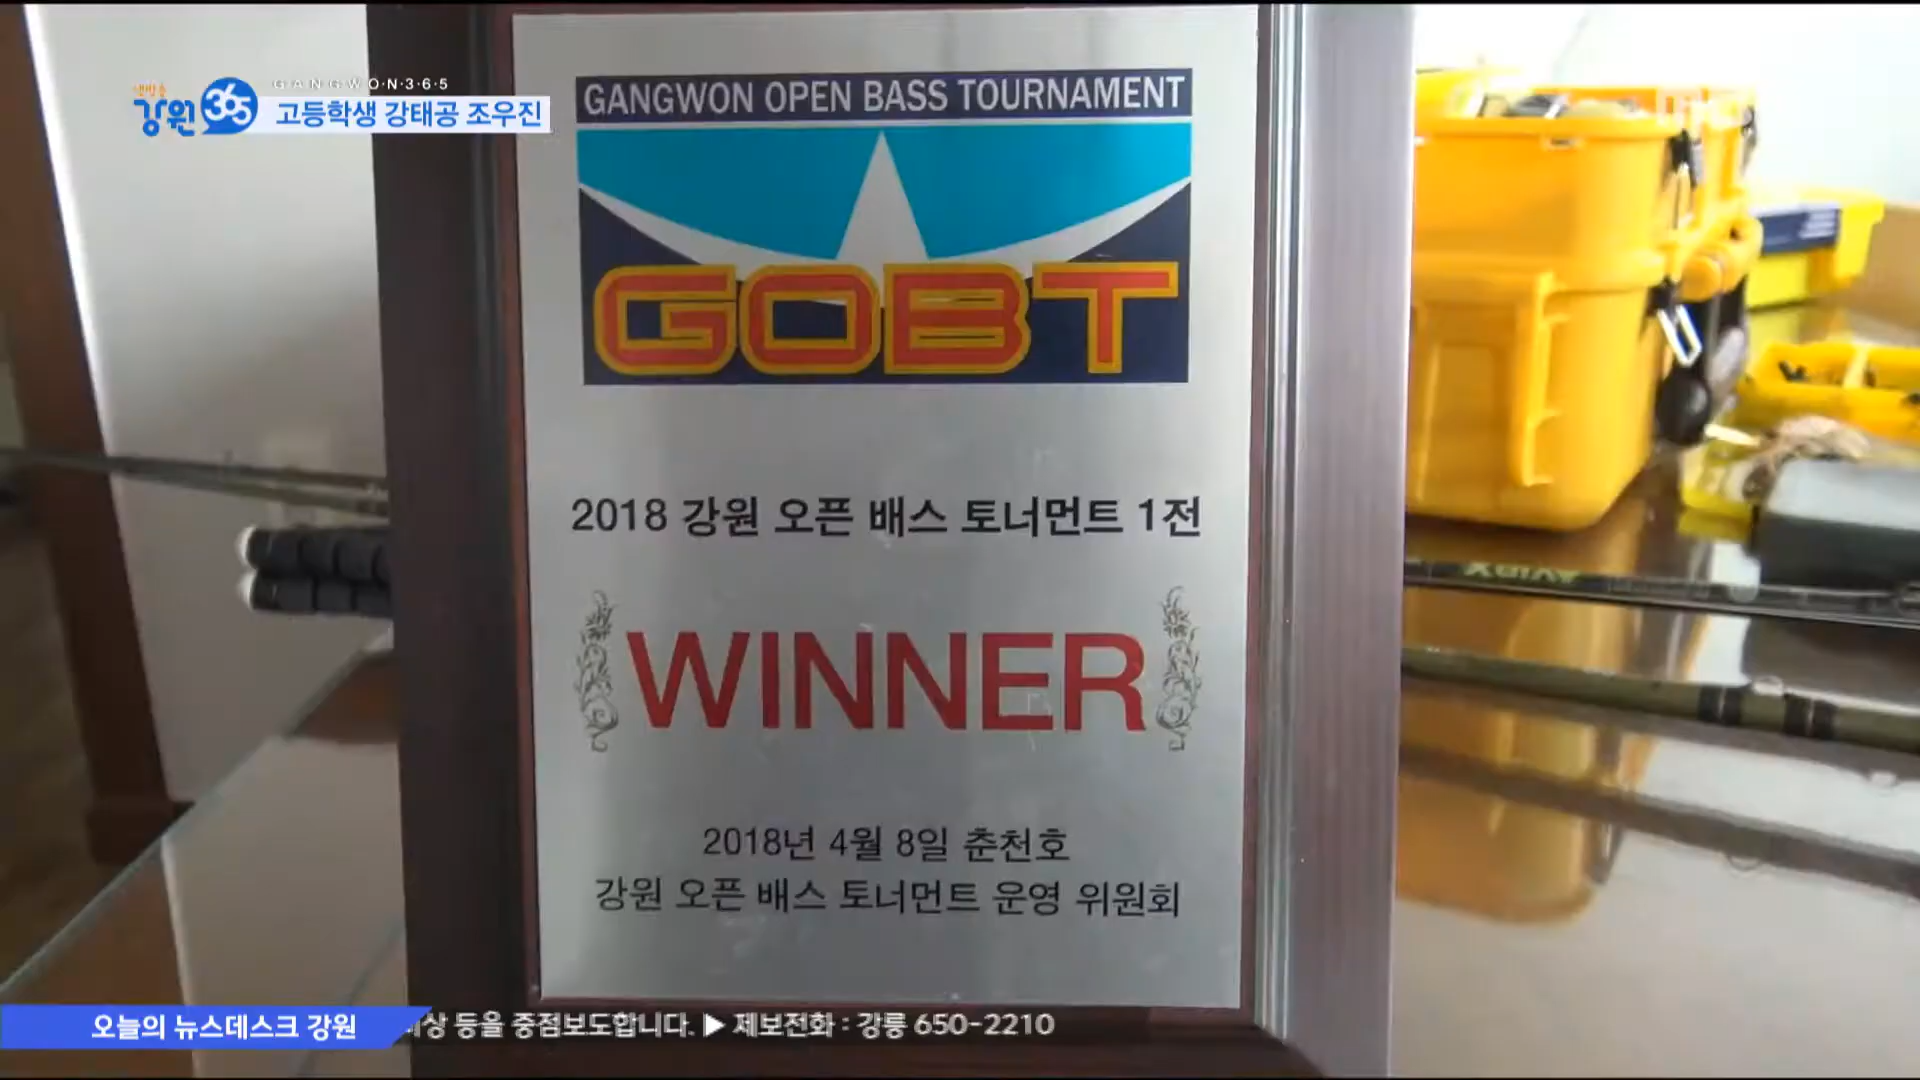 생방송 강원 365
GANGWON·3·6·5
고등학생 강태공 조우진
GANGWON OPEN BASS TOURNAMENT
GOBT
2018 강원 오픈 배스 토너먼트 1전
WINNER
2018년 4월 8일 춘천호
강원 오픈 배스 토너먼트 운영 위원회
AVID X
오늘의 뉴스데스크 강원
등을 중점보도합니다. ▶ 제보전화 : 강릉 650-2210